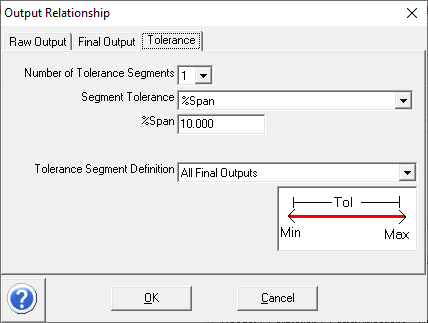 Output Relationship
Raw Output Final Output Tolerance
Number of Tolerance Segments 1
Segment Tolerance %Span
%Span 10.000
Tolerance Segment Definition All Final Outputs
Tol
Min Max
? OK Cancel